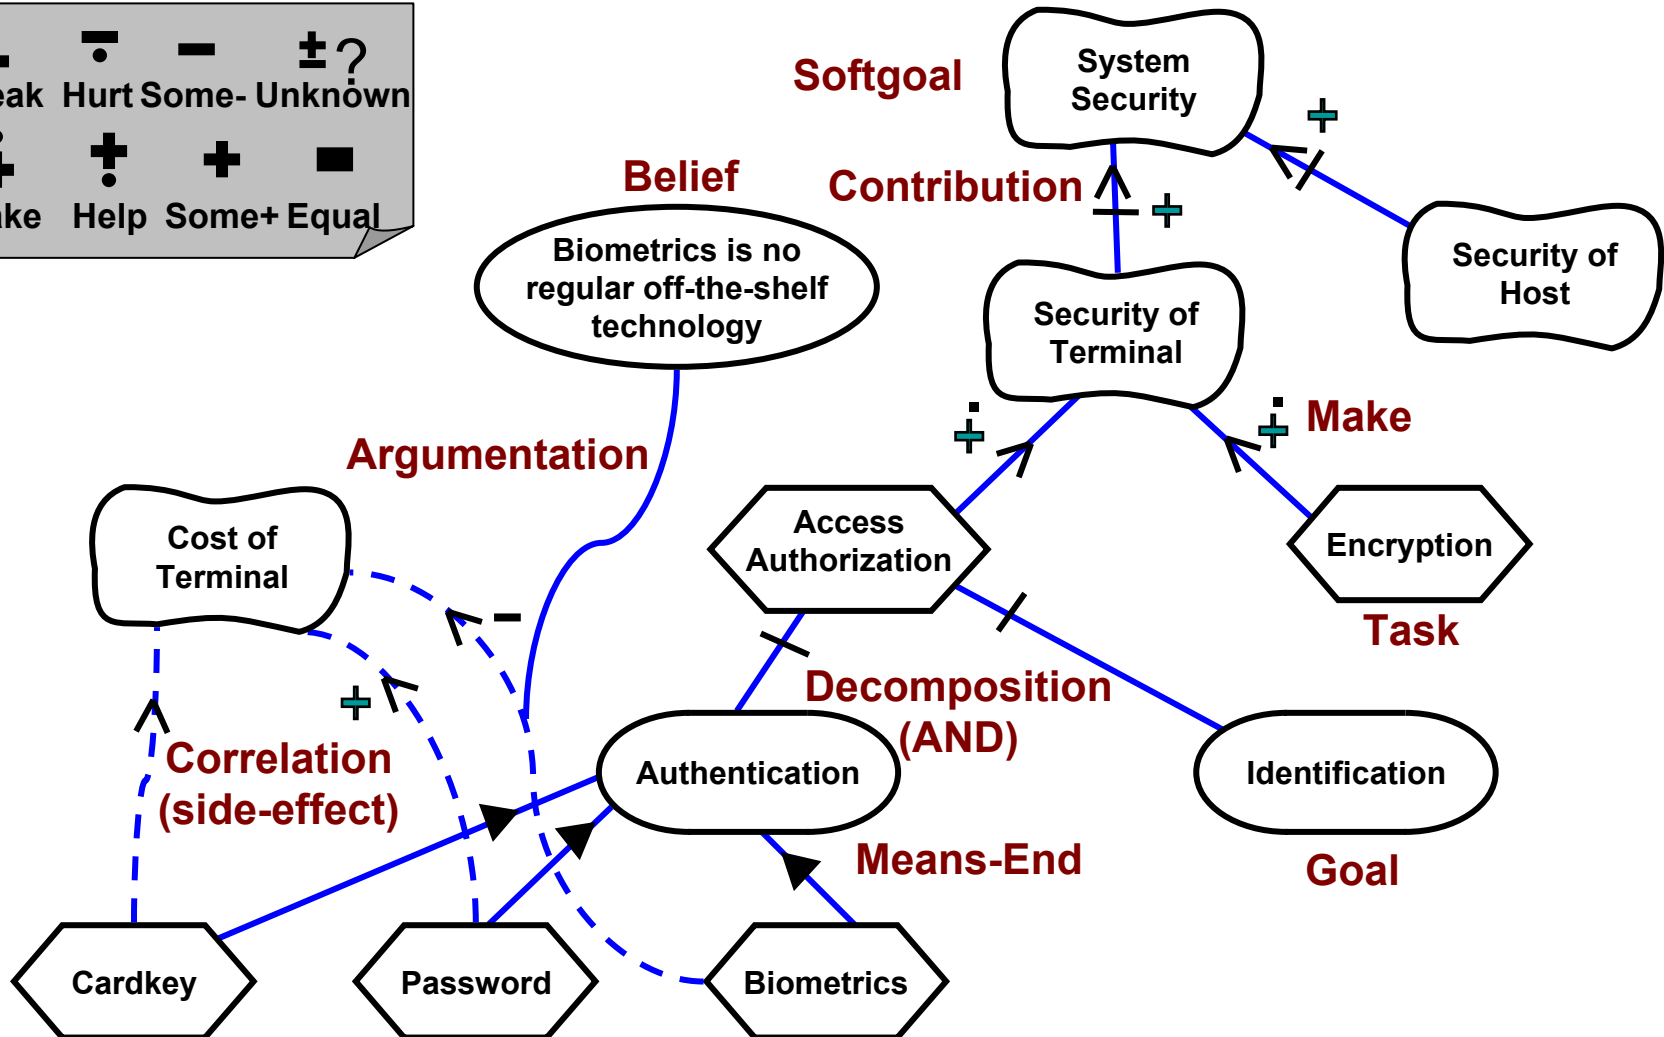 Hurt Some- Unknown
?
Help Some+ Equal
Softgoal
System
Security
Belief
Contribution
Biometrics is no
regular off-the-shelf
technology
Security of
Host
Security of
Terminal
Argumentation
Make
Cost of
Terminal
Access
Authorization
Encryption
Task
Decomposition
(AND)
Correlation
(side-effect)
Authentication
Identification
Means-End
Goal
Cardkey
Password
Biometrics